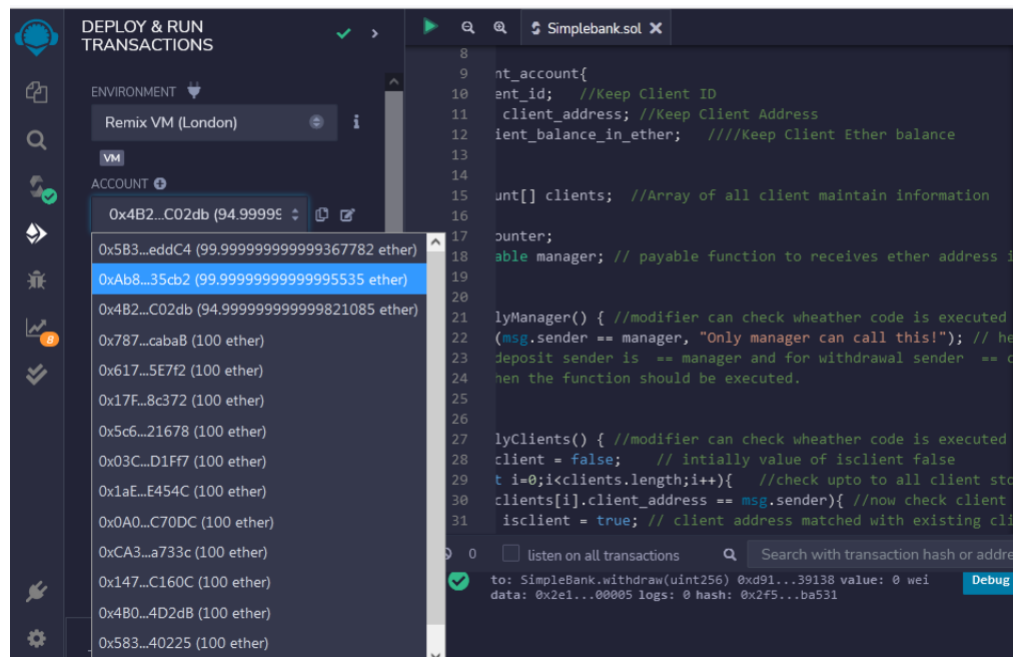 DEPLOY & RUN
TRANSACTIONS
ENVIRONMENT
Remix VM (London)
VM
ACCOUNT
0x4B2...C02db (94.99999
0x5B3...eddC4 (99.999999999999367782 ether)
0xAb8...35cb2 (99.99999999999995535 ether)
0x4B2...C02db (94.999999999999821085 ether)
0x787...cabaB (100 ether)
0x617...5E7f2 (100 ether)
0x17F...8c372 (100 ether)
0x5c6...21678 (100 ether)
0x03C...D1Ff7 (100 ether)
0x1aE...E454C (100 ether)
0x0A0...C70DC (100 ether)
0xCA3...a733c (100 ether)
0x147...C160C (100 ether)
0x4B0...4D2dB (100 ether)
0x583...40225 (100 ether)
8
Simplebank.sol
8
9 nt_account{
10 ent_id; //Keep Client ID
11 client_address; //Keep Client Address
12 ient_balance_in_ether; ////Keep Client Ether balance
13
14
15 unt[] clients; //Array of all client maintain information
16
17 ounter;
18 able manager; // payable function to receives ether address i
19
20
21 lyManager() { //modifier can check wheather code is executed
22 (msg.sender == manager, "Only manager can call this!"); // he
23 deposit sender is == manager and for withdrawal sender == c
24 hen the function should be executed.
25
26
27 lyClients() { //modifier can check wheather code is executed
28 client = false; // intially value of isclient false
29 t i=0;i<clients.length;i++){ //check upto to all client sto
30 clients[i].client_address == msg.sender){ //now check client
31 isclient = true; // client address matched with existing cli
0 listen on all transactions Search with transaction hash or addre
to: SimpleBank.withdraw(uint256) 0xd91...39138 value: 0 wei
data: 0x2e1...00005 logs: 0 hash: 0x2f5...ba531
Debug